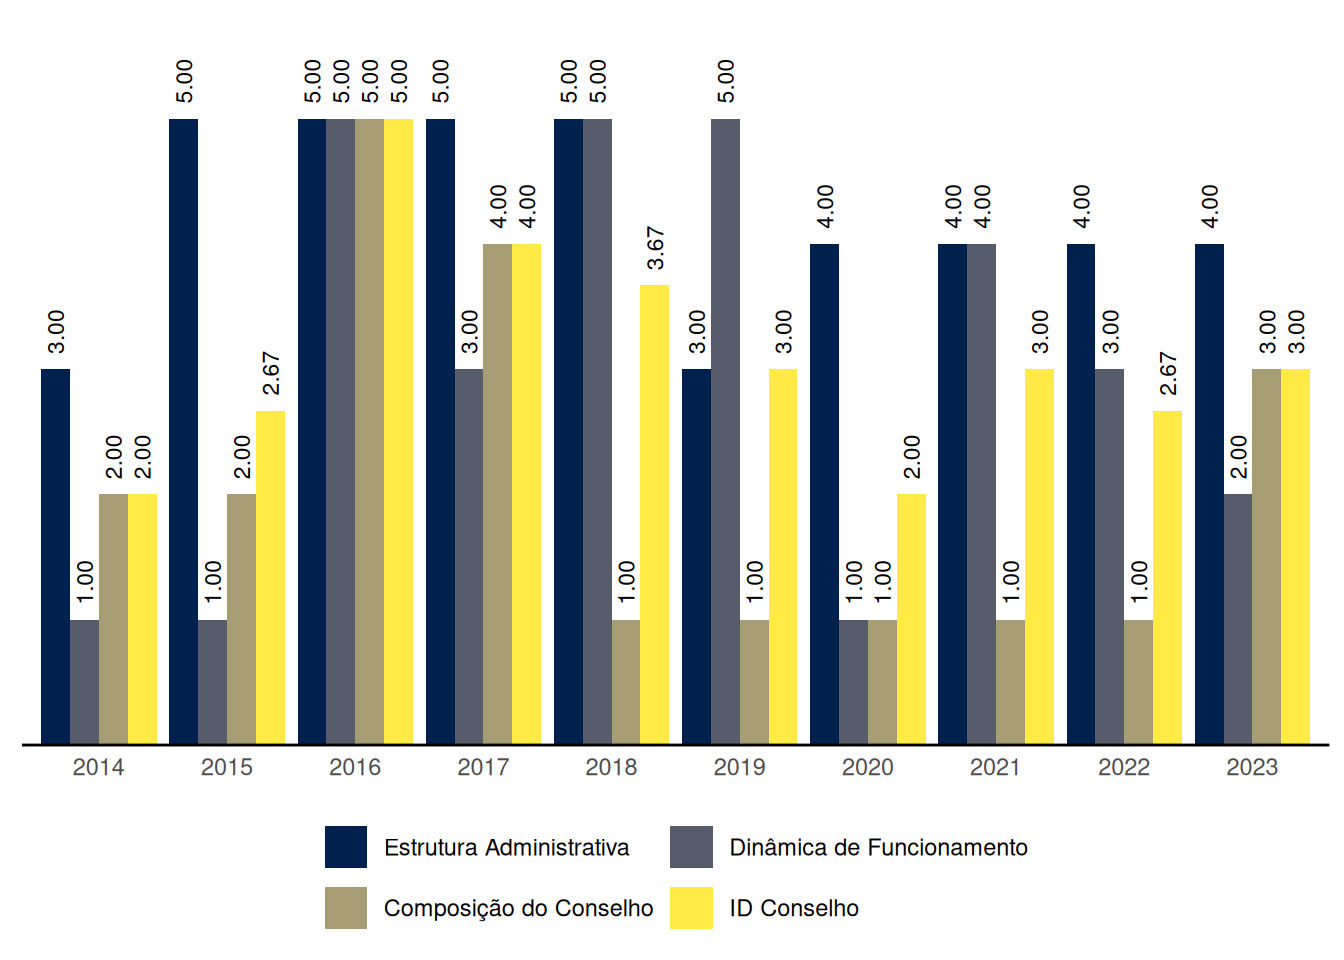 3.00 1.00 2.00 2.00
5.00 1.00 2.00 2.67
5.00 5.00 5.00 5.00
5.00 3.00 4.00 4.00
5.00 5.00 1.00 3.67
3.00 5.00 1.00 3.00
4.00 1.00 1.00 2.00
4.00 4.00 1.00 3.00
4.00 3.00 1.00 2.67
4.00 2.00 3.00 3.00
2014 2015 2016 2017 2018 2019 2020 2021 2022 2023
Estrutura Administrativa Dinâmica de Funcionamento
Composição do Conselho ID Conselho